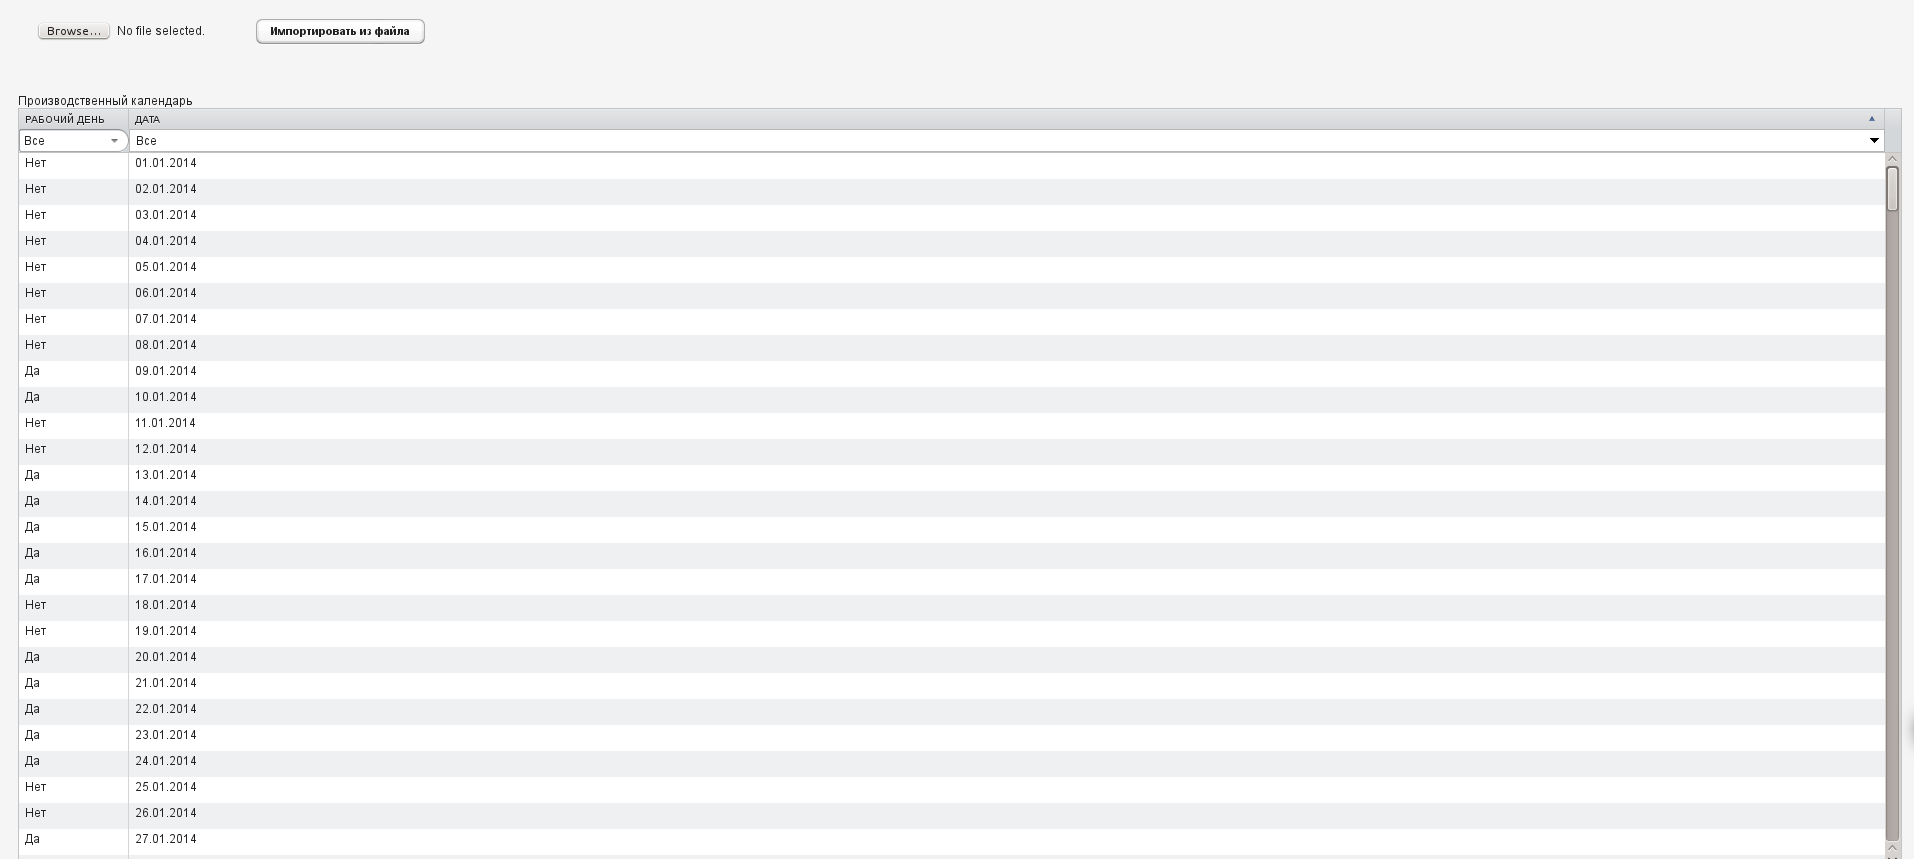 Browse... No file selected. Импортировать из файла
Производственный календарь
РАБОЧИЙ ДЕНЬ ДАТА
Все Все
Нет 01.01.2014
Нет 02.01.2014
Нет 03.01.2014
Нет 04.01.2014
Нет 05.01.2014
Нет 06.01.2014
Нет 07.01.2014
Нет 08.01.2014
Да 09.01.2014
Да 10.01.2014
Нет 11.01.2014
Нет 12.01.2014
Да 13.01.2014
Да 14.01.2014
Да 15.01.2014
Да 16.01.2014
Да 17.01.2014
Нет 18.01.2014
Нет 19.01.2014
Да 20.01.2014
Да 21.01.2014
Да 22.01.2014
Да 23.01.2014
Да 24.01.2014
Нет 25.01.2014
Нет 26.01.2014
Да 27.01.2014